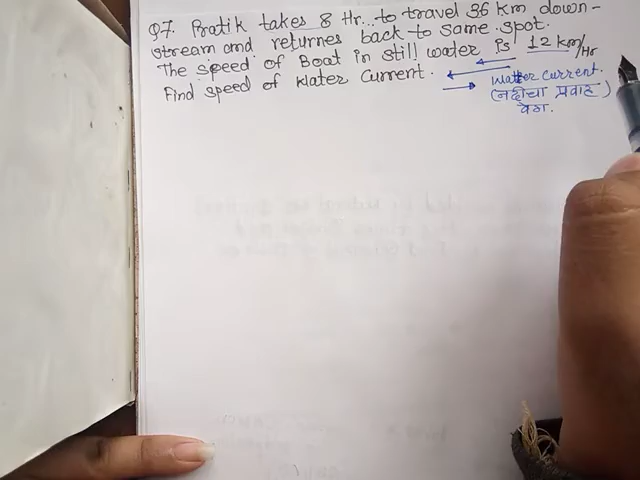 Q7. Pratik takes 8 Hr. to travel 36 km down-
stream and returnes back to same spot.
The speed of Boat in still water is 12 km/Hr
Find speed of Water Current.
Water current.
(नदीचा प्रवाह)
वेग.